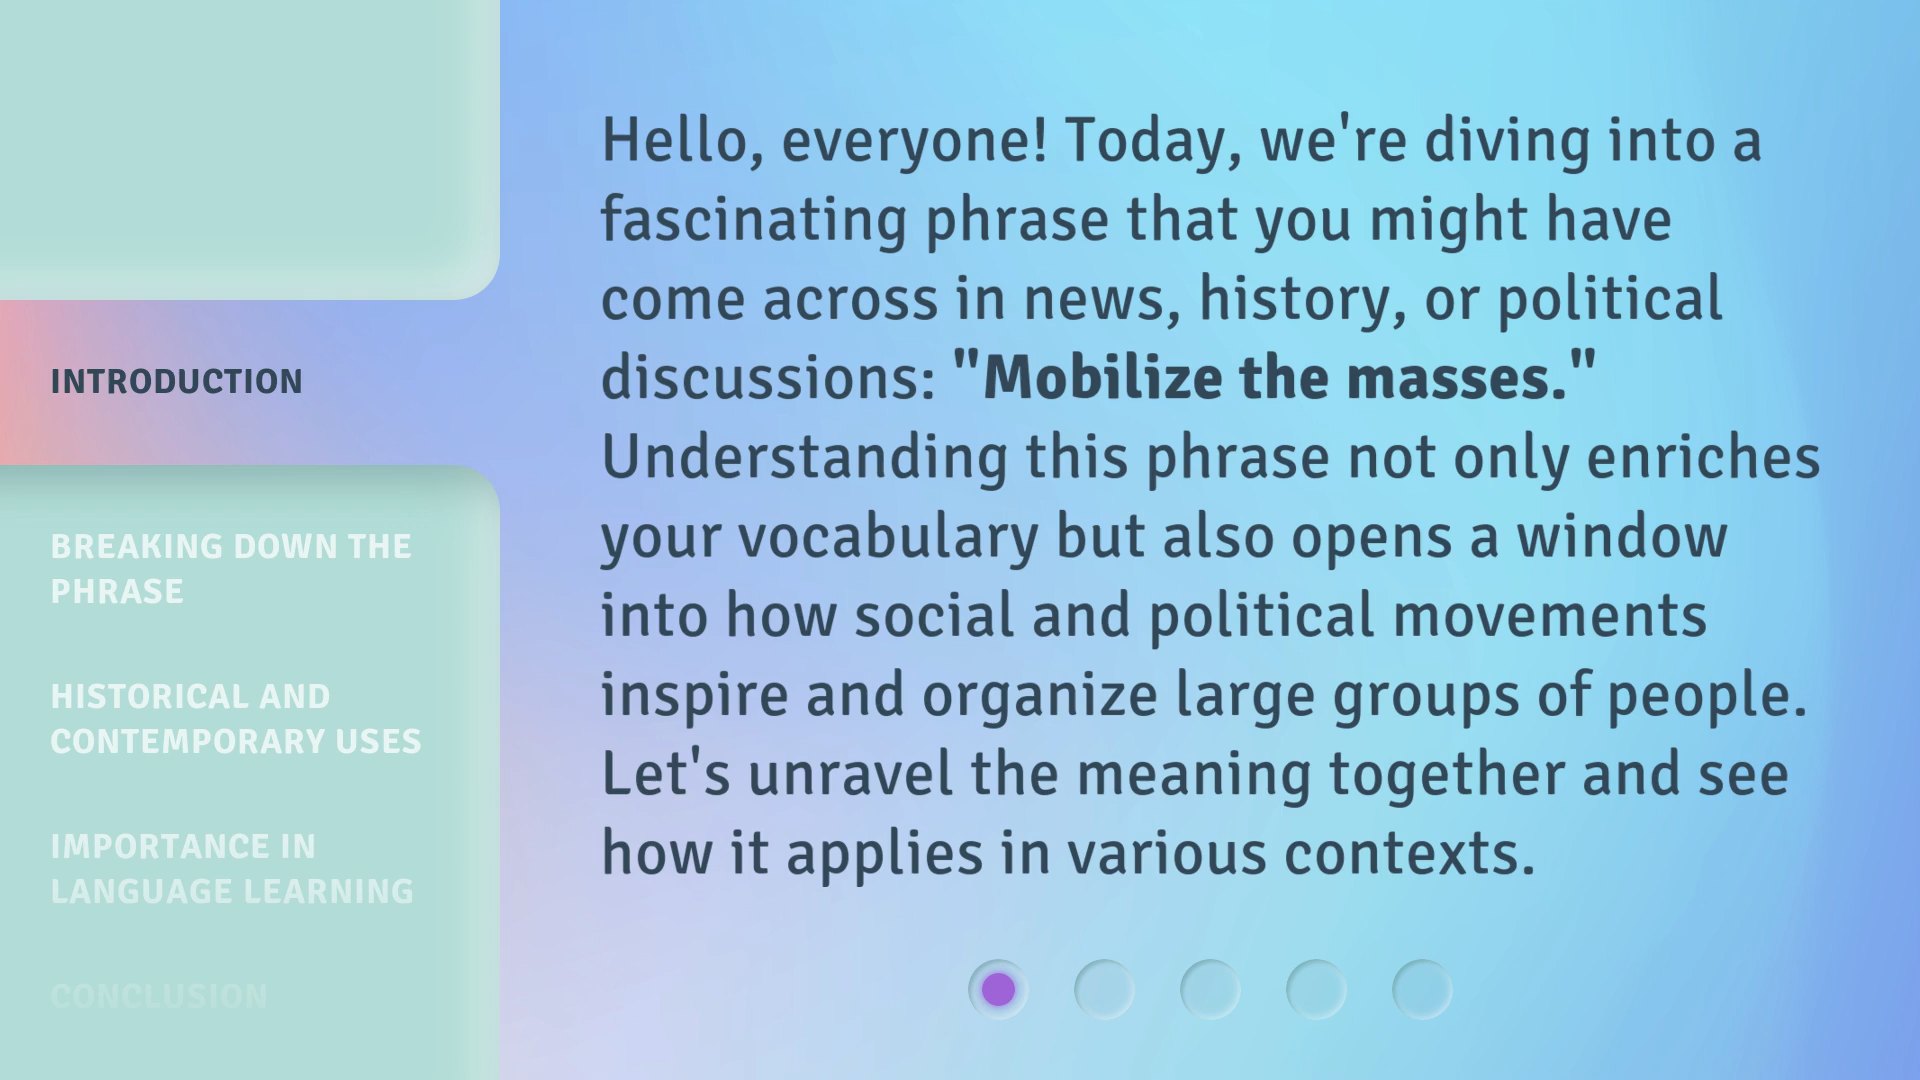 INTRODUCTION
BREAKING DOWN THE
PHRASE
HISTORICAL AND
CONTEMPORARY USES
IMPORTANCE IN
LANGUAGE LEARNING
CONCLUSION
Hello, everyone! Today, we're diving into a
fascinating phrase that you might have
come across in news, history, or political
discussions: "Mobilize the masses."
Understanding this phrase not only enriches
your vocabulary but also opens a window
into how social and political movements
inspire and organize large groups of people.
Let's unravel the meaning together and see
how it applies in various contexts.